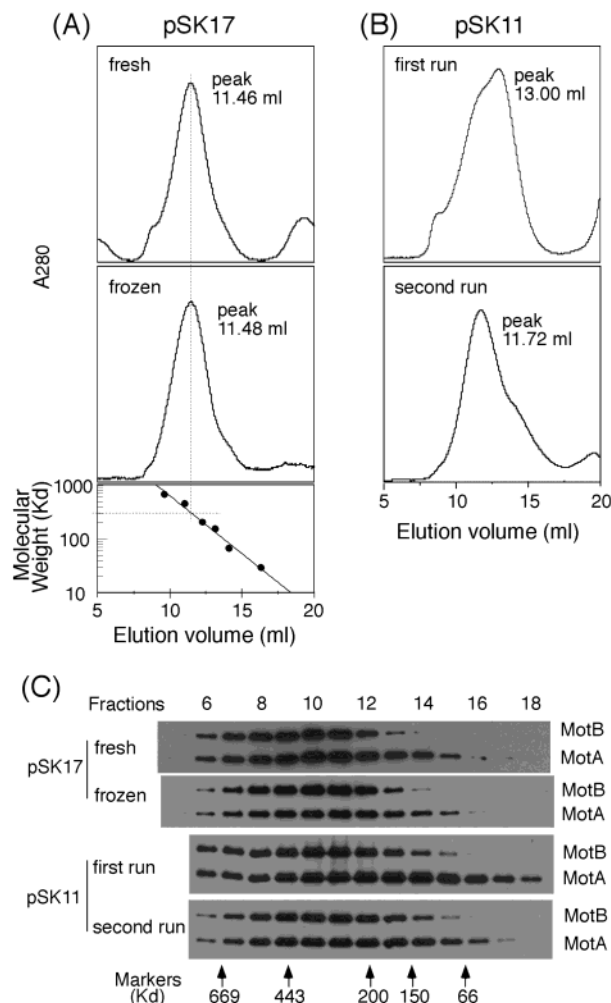 (A) pSK17
fresh
peak
11.46 ml
A280
frozen
peak
11.48 ml
Molecular
Weight (Kd)
1000
100
10
5 10 15 20
Elution volume (ml)
(B) pSK11
first run
peak
13.00 ml
second run
peak
11.72 ml
5 10 15 20
Elution volume (ml)
(C)
Fractions 6 8 10 12 14 16 18
pSK17
fresh
MotB
MotA
frozen
MotB
MotA
pSK11
first run
MotB
MotA
second run
MotB
MotA
Markers
(Kd) 669 443 200 150 66